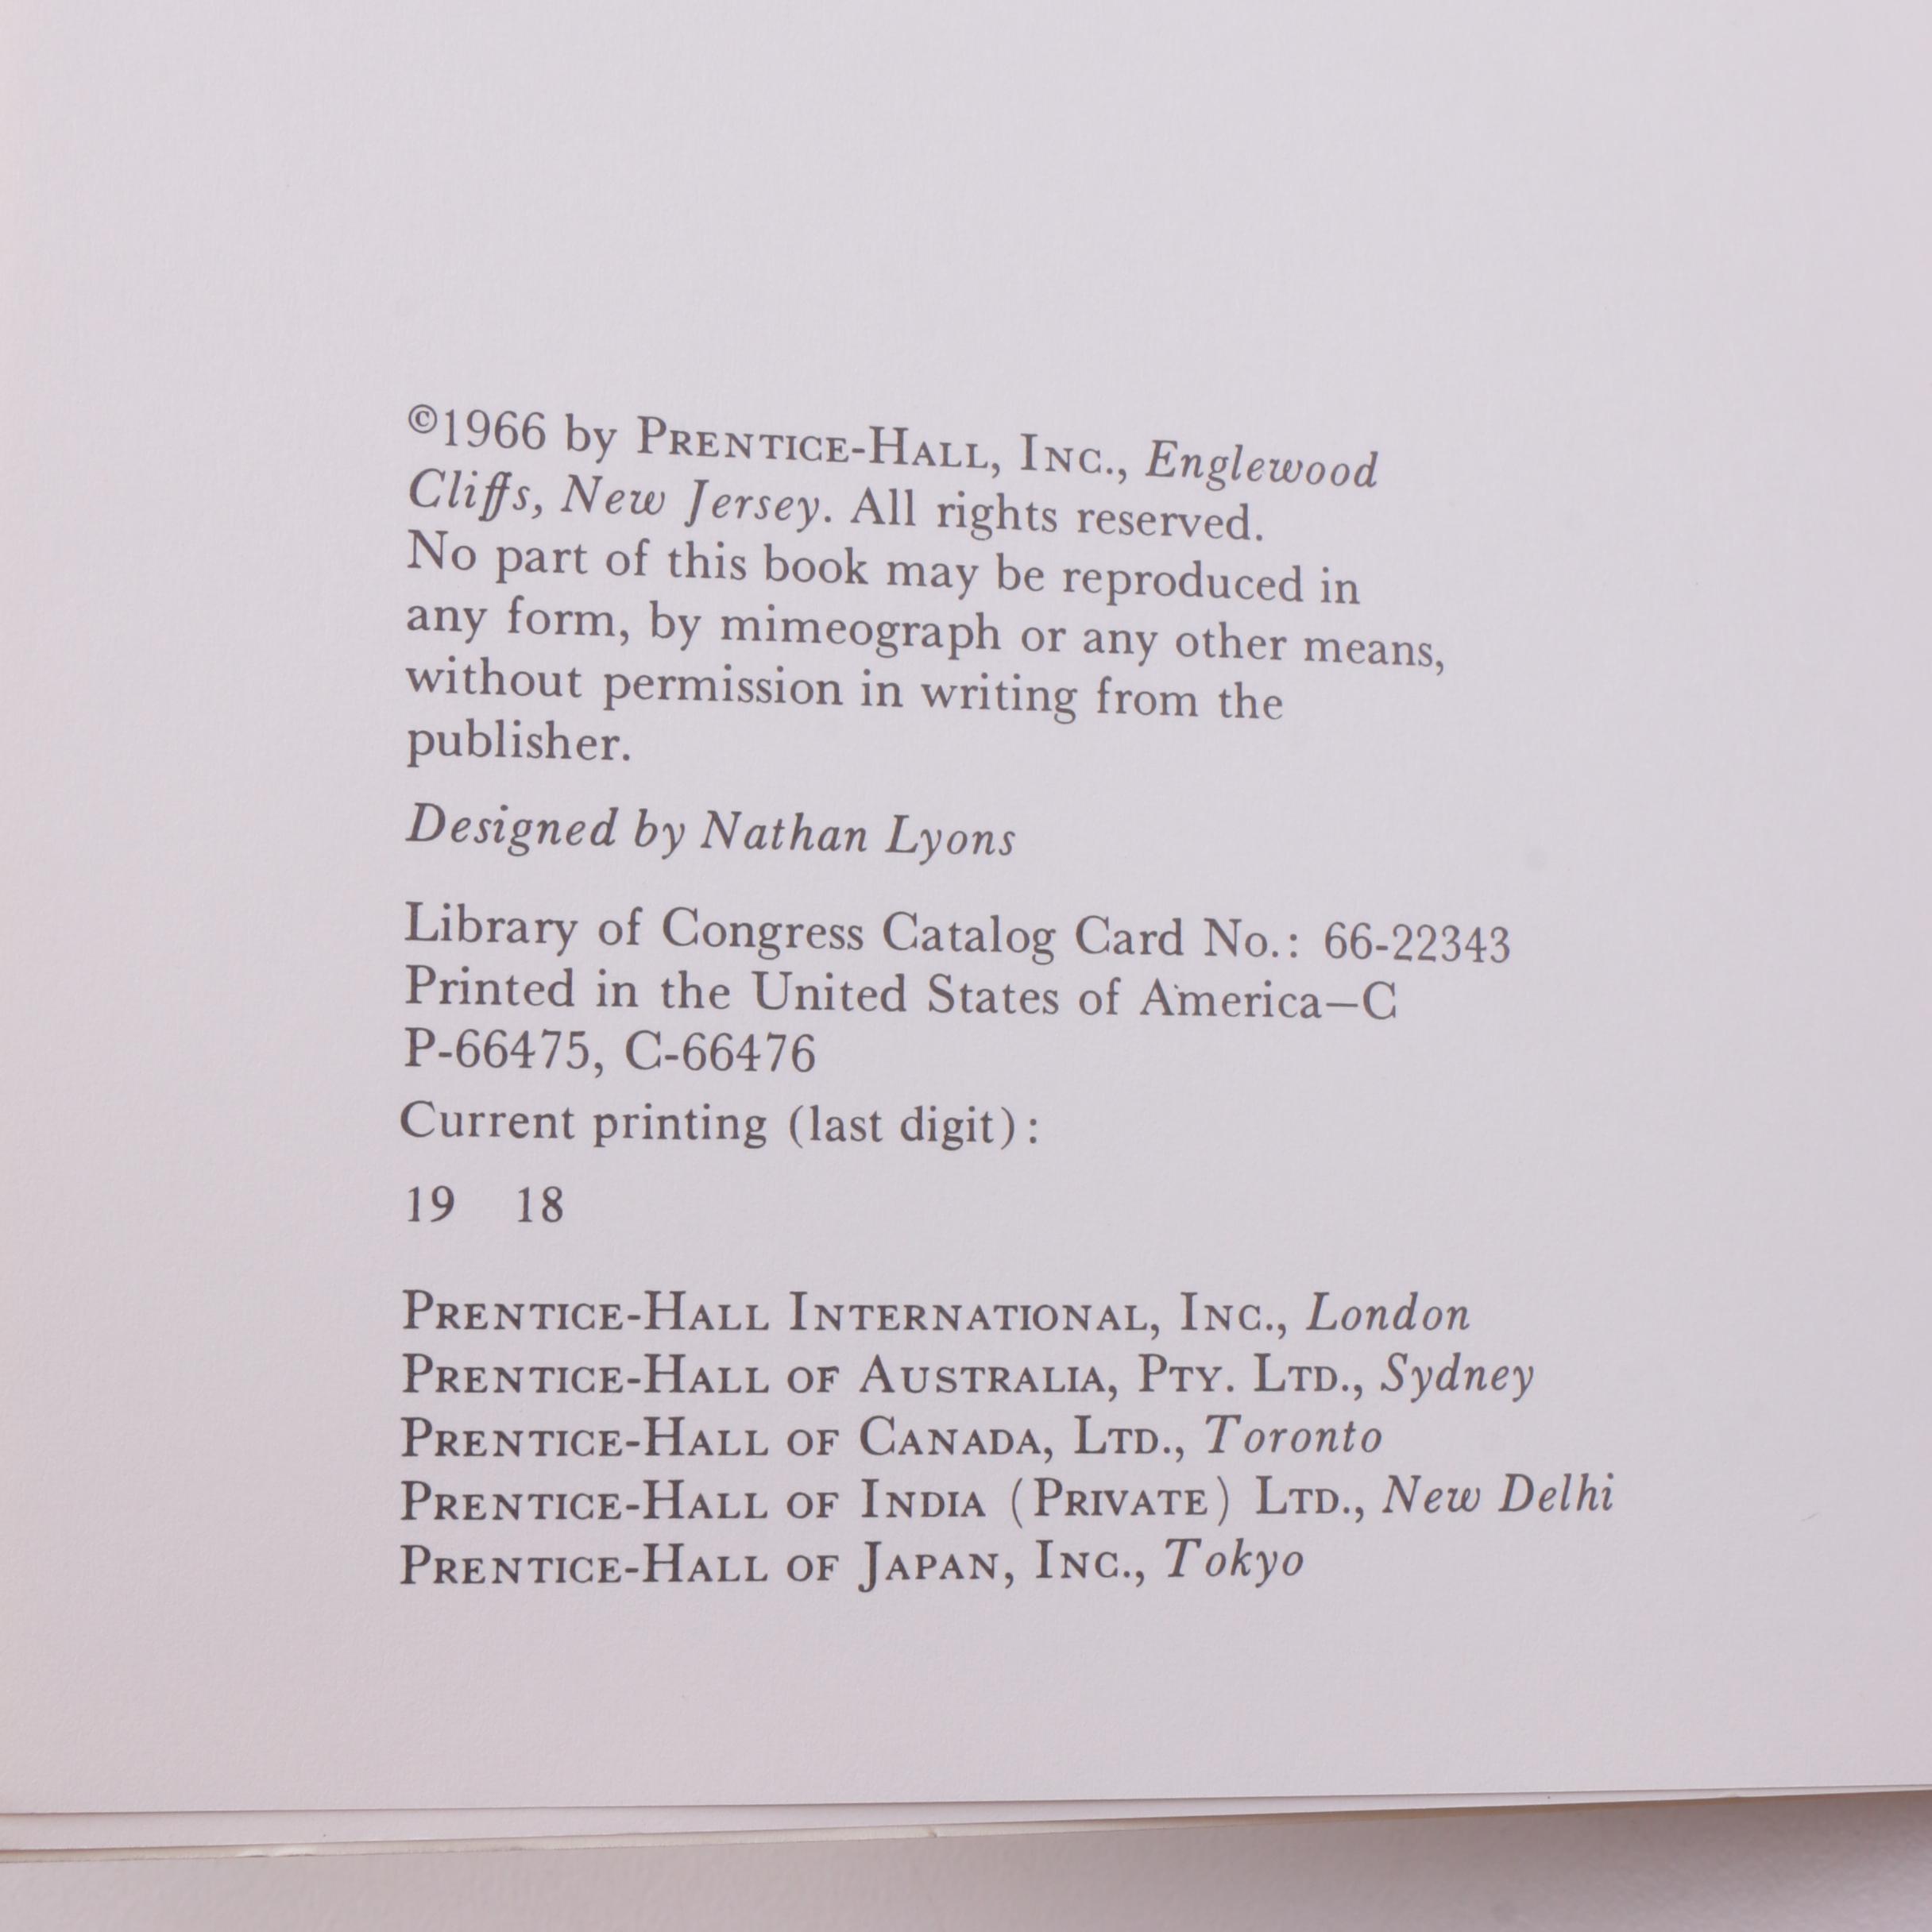 ©1966 by PRENTICE-HALL, INC., Englewood
Cliffs, New Jersey. All rights reserved.
No part of this book may be reproduced in
any form, by mimeograph or any other means,
without permission in writing from the
publisher.
Designed by Nathan Lyons
Library of Congress Catalog Card No.: 66-22343
Printed in the United States of America—C
P-66475, C-66476
Current printing (last digit):
19 18
PRENTICE-HALL INTERNATIONAL, INC., London
PRENTICE-HALL OF AUSTRALIA, PTY. LTD., Sydney
PRENTICE-HALL OF CANADA, LTD., Toronto
PRENTICE-HALL OF INDIA (PRIVATE) LTD., New Delhi
PRENTICE-HALL OF JAPAN, INC., Tokyo